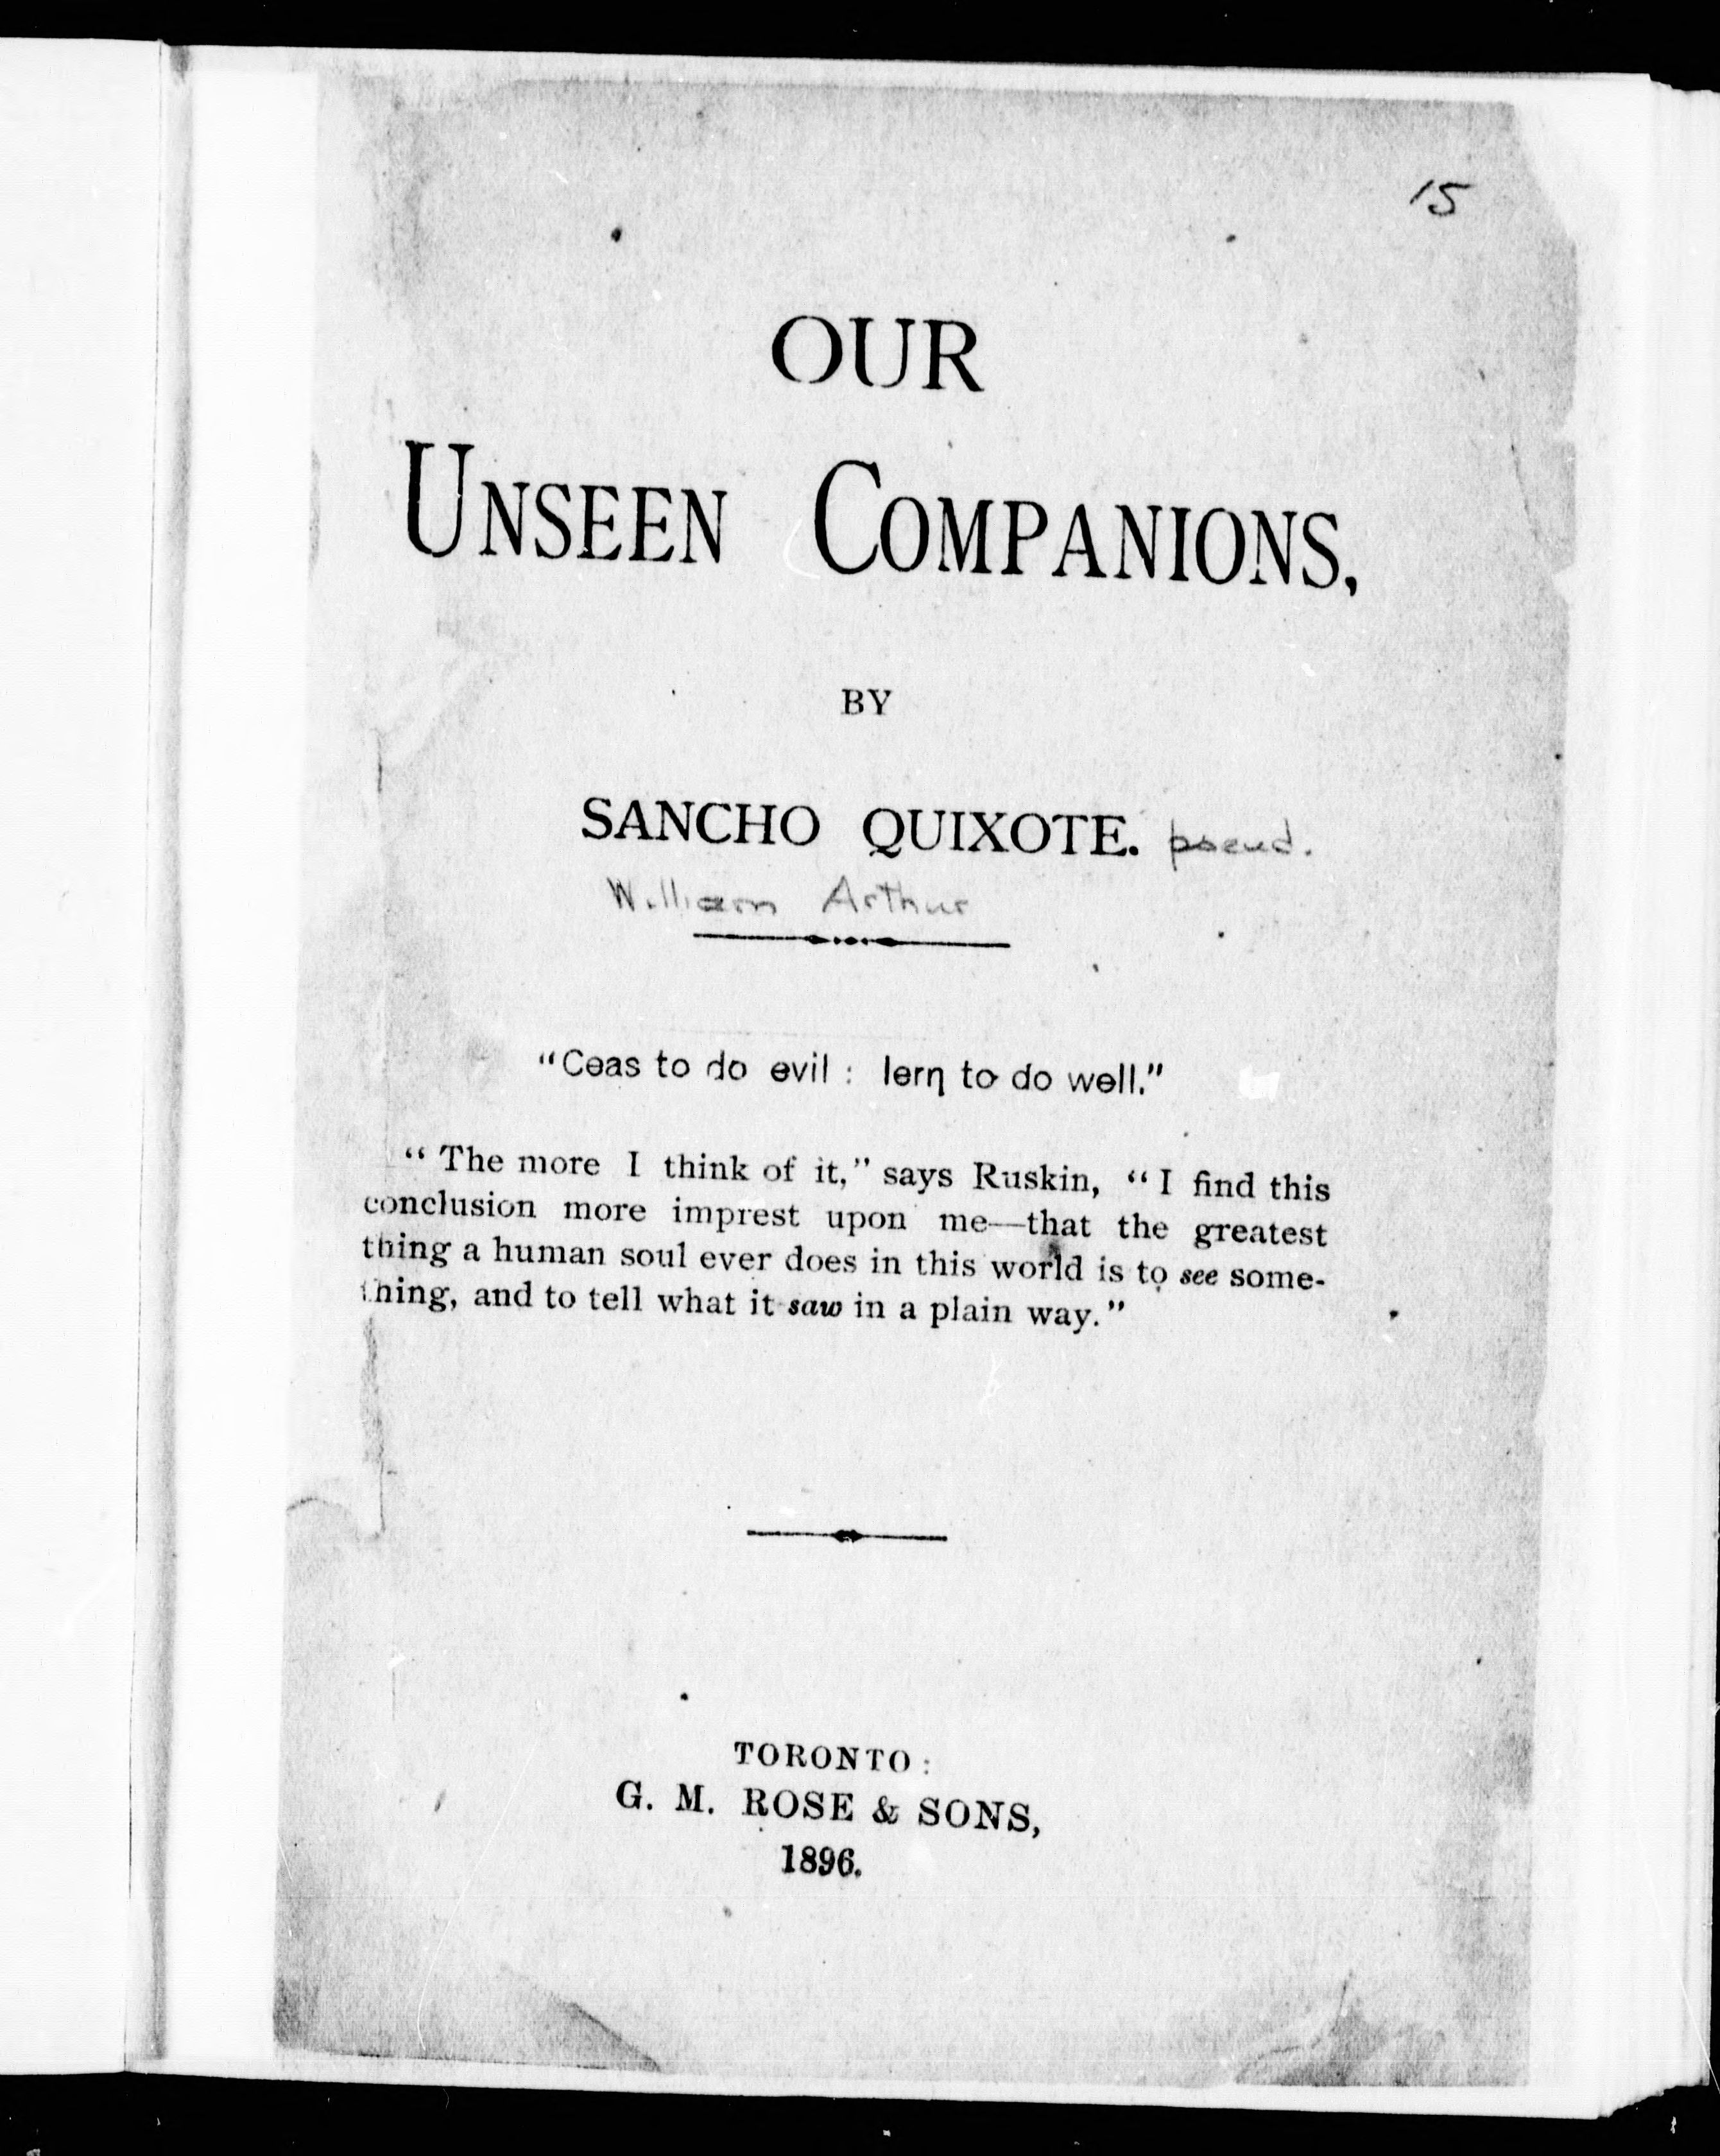 15
OUR
UNSEEN COMPANIONS,
BY
SANCHO QUIXOTE. pseud.
William Arthur
"Ceas to do evil : lerƞ to do well."
" The more I think of it," says Ruskin, "I find this
conclusion more imprest upon me—that the greatest
thing a human soul ever does in this world is to see some-
thing, and to tell what it saw in a plain way."
TORONTO :
G. M. ROSE & SONS,
1896.